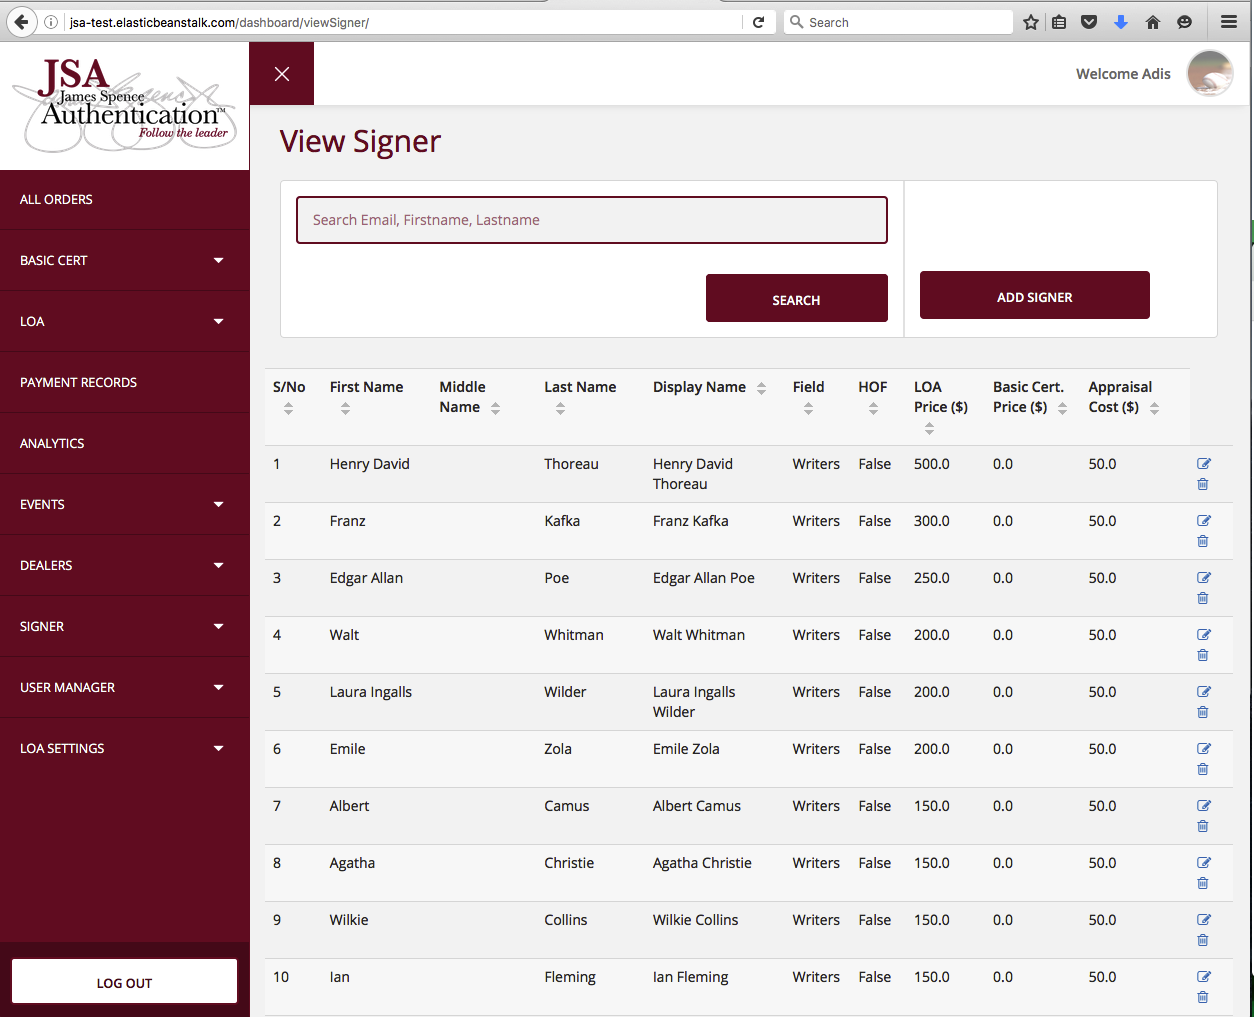 jsa-test.elasticbeanstalk.com/dashboard/viewSigner/
Search
JSA
James Spence
Authentication™
Follow the leader
Welcome Adis
ALL ORDERS
BASIC CERT
LOA
PAYMENT RECORDS
ANALYTICS
EVENTS
DEALERS
SIGNER
USER MANAGER
LOA SETTINGS
LOG OUT
View Signer
Search Email, Firstname, Lastname
SEARCH
ADD SIGNER
S/No First Name Middle Name Last Name Display Name Field HOF LOA Price ($) Basic Cert. Price ($) Appraisal Cost ($)
1 Henry David Thoreau Henry David Thoreau Writers False 500.0 0.0 50.0
2 Franz Kafka Franz Kafka Writers False 300.0 0.0 50.0
3 Edgar Allan Poe Edgar Allan Poe Writers False 250.0 0.0 50.0
4 Walt Whitman Walt Whitman Writers False 200.0 0.0 50.0
5 Laura Ingalls Wilder Laura Ingalls Wilder Writers False 200.0 0.0 50.0
6 Emile Zola Emile Zola Writers False 200.0 0.0 50.0
7 Albert Camus Albert Camus Writers False 150.0 0.0 50.0
8 Agatha Christie Agatha Christie Writers False 150.0 0.0 50.0
9 Wilkie Collins Wilkie Collins Writers False 150.0 0.0 50.0
10 Ian Fleming Ian Fleming Writers False 150.0 0.0 50.0